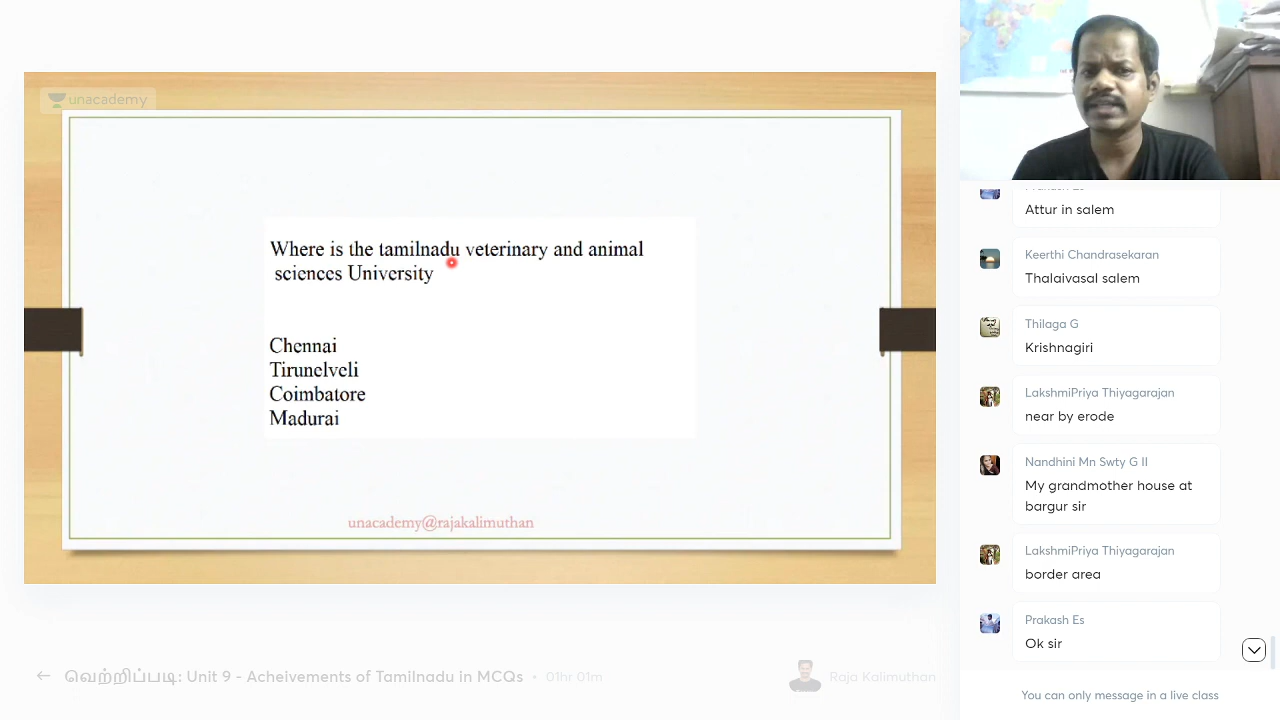 unacademy
Where is the tamilnadu veterinary and animal
sciences University
Chennai
Tirunelveli
Coimbatore
Madurai
unacademy@rajakalimuthan
Attur in salem
Keerthi Chandrasekaran
Thalaivasal salem
Thilaga G
Krishnagiri
LakshmiPriya Thiyagarajan
near by erode
Nandhini Mn Swty G II
My grandmother house at
bargur sir
LakshmiPriya Thiyagarajan
border area
Prakash Es
Ok sir
You can only message in a live class
வெற்றிப்படி: Unit 9 - Acheivements of Tamilnadu in MCQs • 01hr 01m
Raja Kalimuthan